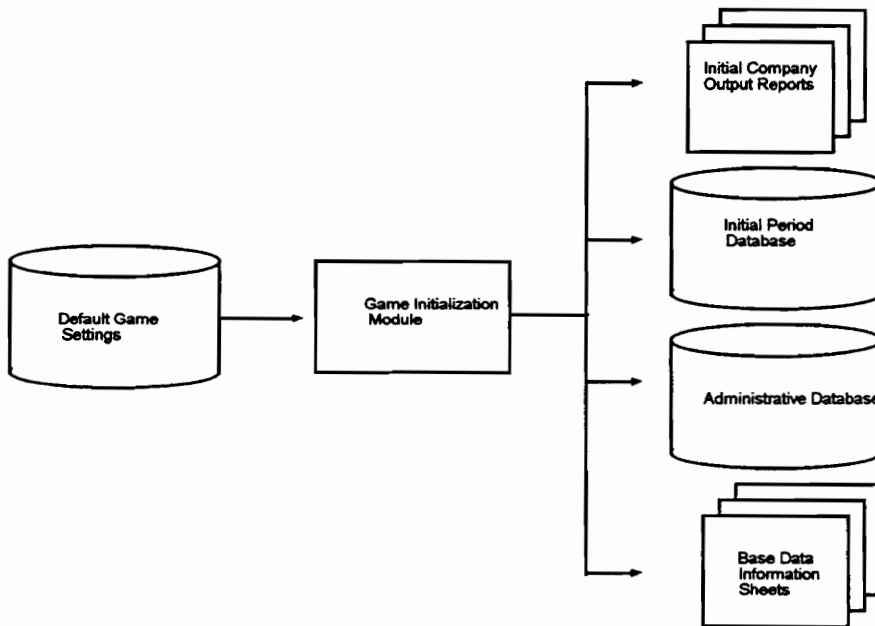 Initial Company
Output Reports
Initial Period
Database
Default Game
Settings
Game Initialization
Module
Administrative Database
Base Data
Information
Sheets